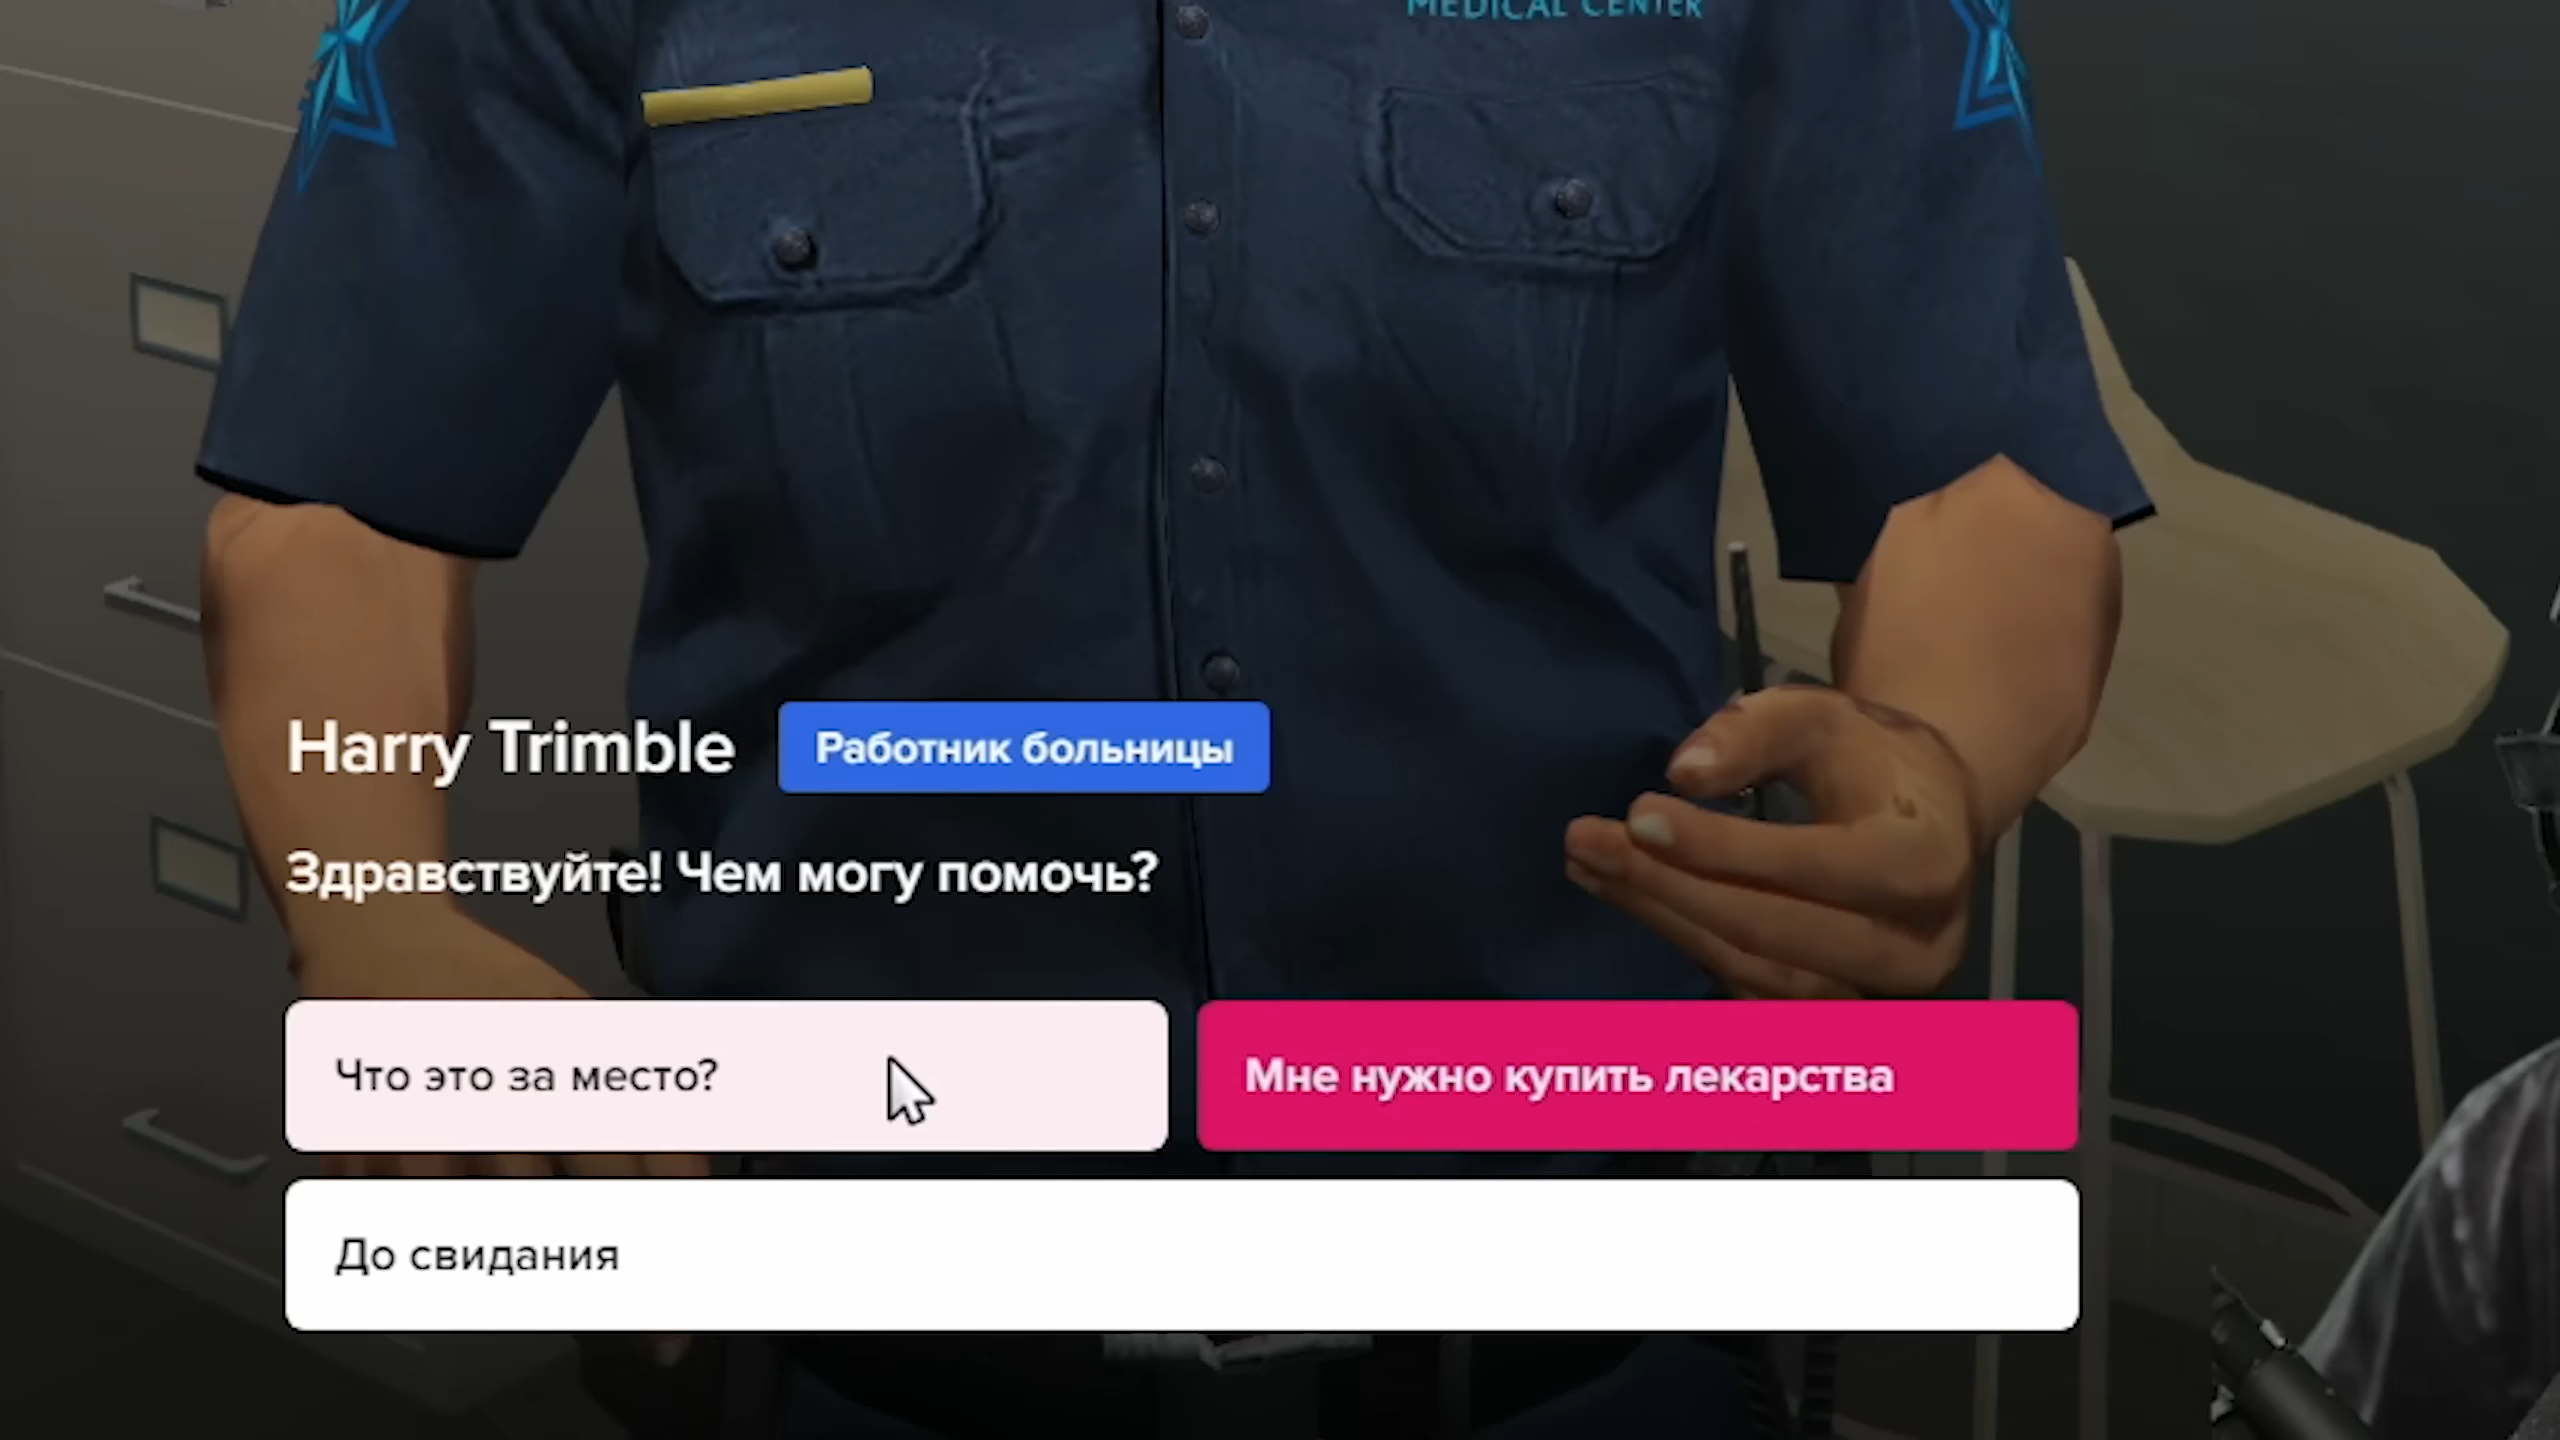 MEDICAL CENTER
Harry Trimble
Работник больницы
Здравствуйте! Чем могу помочь?
Что это за место?
Мне нужно купить лекарства
До свидания